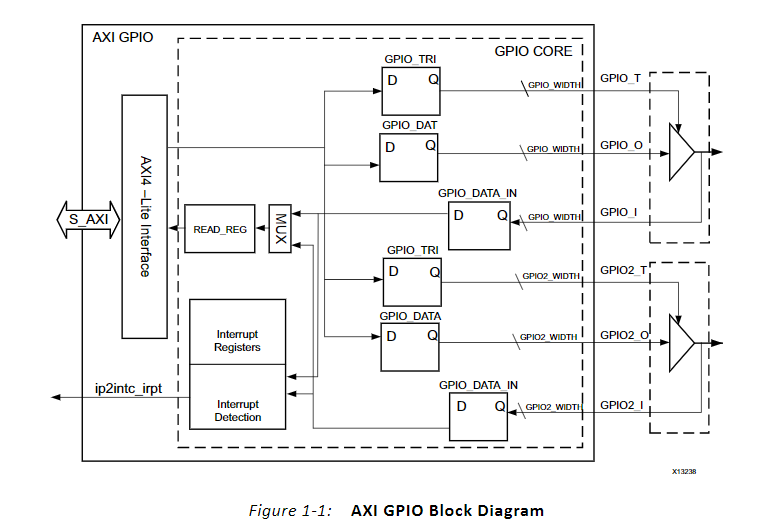 AXI GPIO
GPIO CORE
GPIO_TRI
D Q
GPIO_WIDTH
GPIO_T
GPIO_DAT
D Q
GPIO_WIDTH
GPIO_O
AXI4 –Lite Interface
S_AXI
READ_REG
MUX
GPIO_DATA_IN
D Q
GPIO_WIDTH
GPIO_I
GPIO_TRI
D Q
GPIO2_WIDTH
GPIO2_T
GPIO_DATA
D Q
GPIO2_WIDTH
GPIO2_O
Interrupt
Registers
Interrupt
Detection
ip2intc_irpt
GPIO_DATA_IN
D Q
GPIO2_WIDTH
GPIO2_I
X13238
Figure 1-1: AXI GPIO Block Diagram